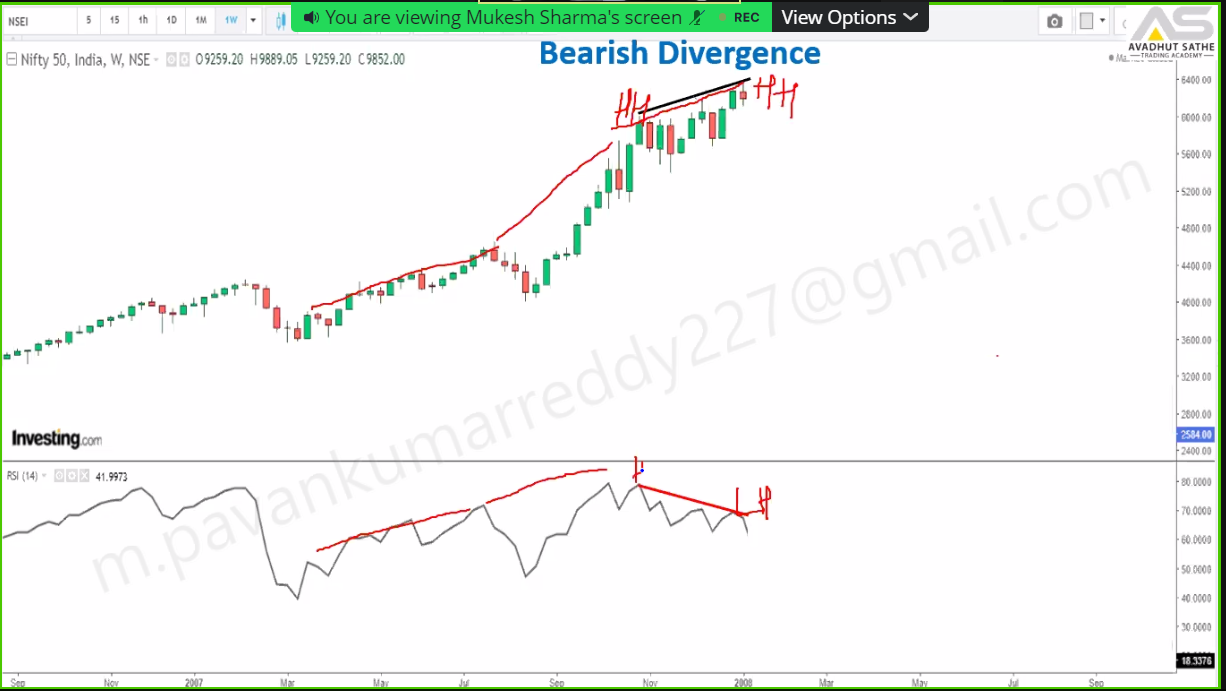 NSEI 5 15 1h 1D 1M 1W
You are viewing Mukesh Sharma's screen REC View Options
AS
AVADHUT SATHE
TRADING ACADEMY
Bearish Divergence
Nifty 50, India, W, NSE O9259.20 H9889.05 L9259.20 C9852.00
HH
HH
6400.00
6000.00
5600.00
5200.00
4800.00
4400.00
4000.00
3600.00
3200.00
2800.00
2584.00
2400.00
m.pavankumarreddy227@gmail.com
Investing.com
RSI (14) 41.9973
LH
80.0000
70.0000
60.0000
50.0000
40.0000
30.0000
18.3376
Sep Nov 2007 Mar May Jul Sep Nov 2008 Mar May Jul Sep